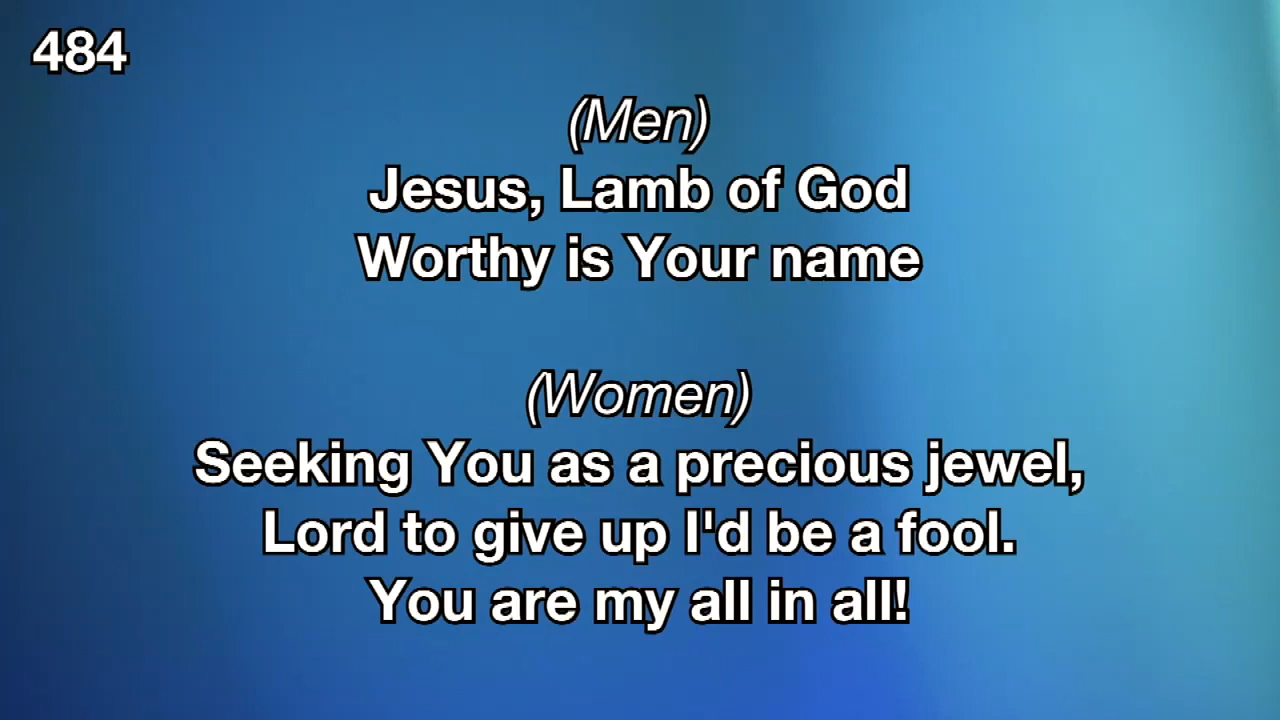 484
(Men)
Jesus, Lamb of God
Worthy is Your name
(Women)
Seeking You as a precious jewel,
Lord to give up I'd be a fool.
You are my all in all!